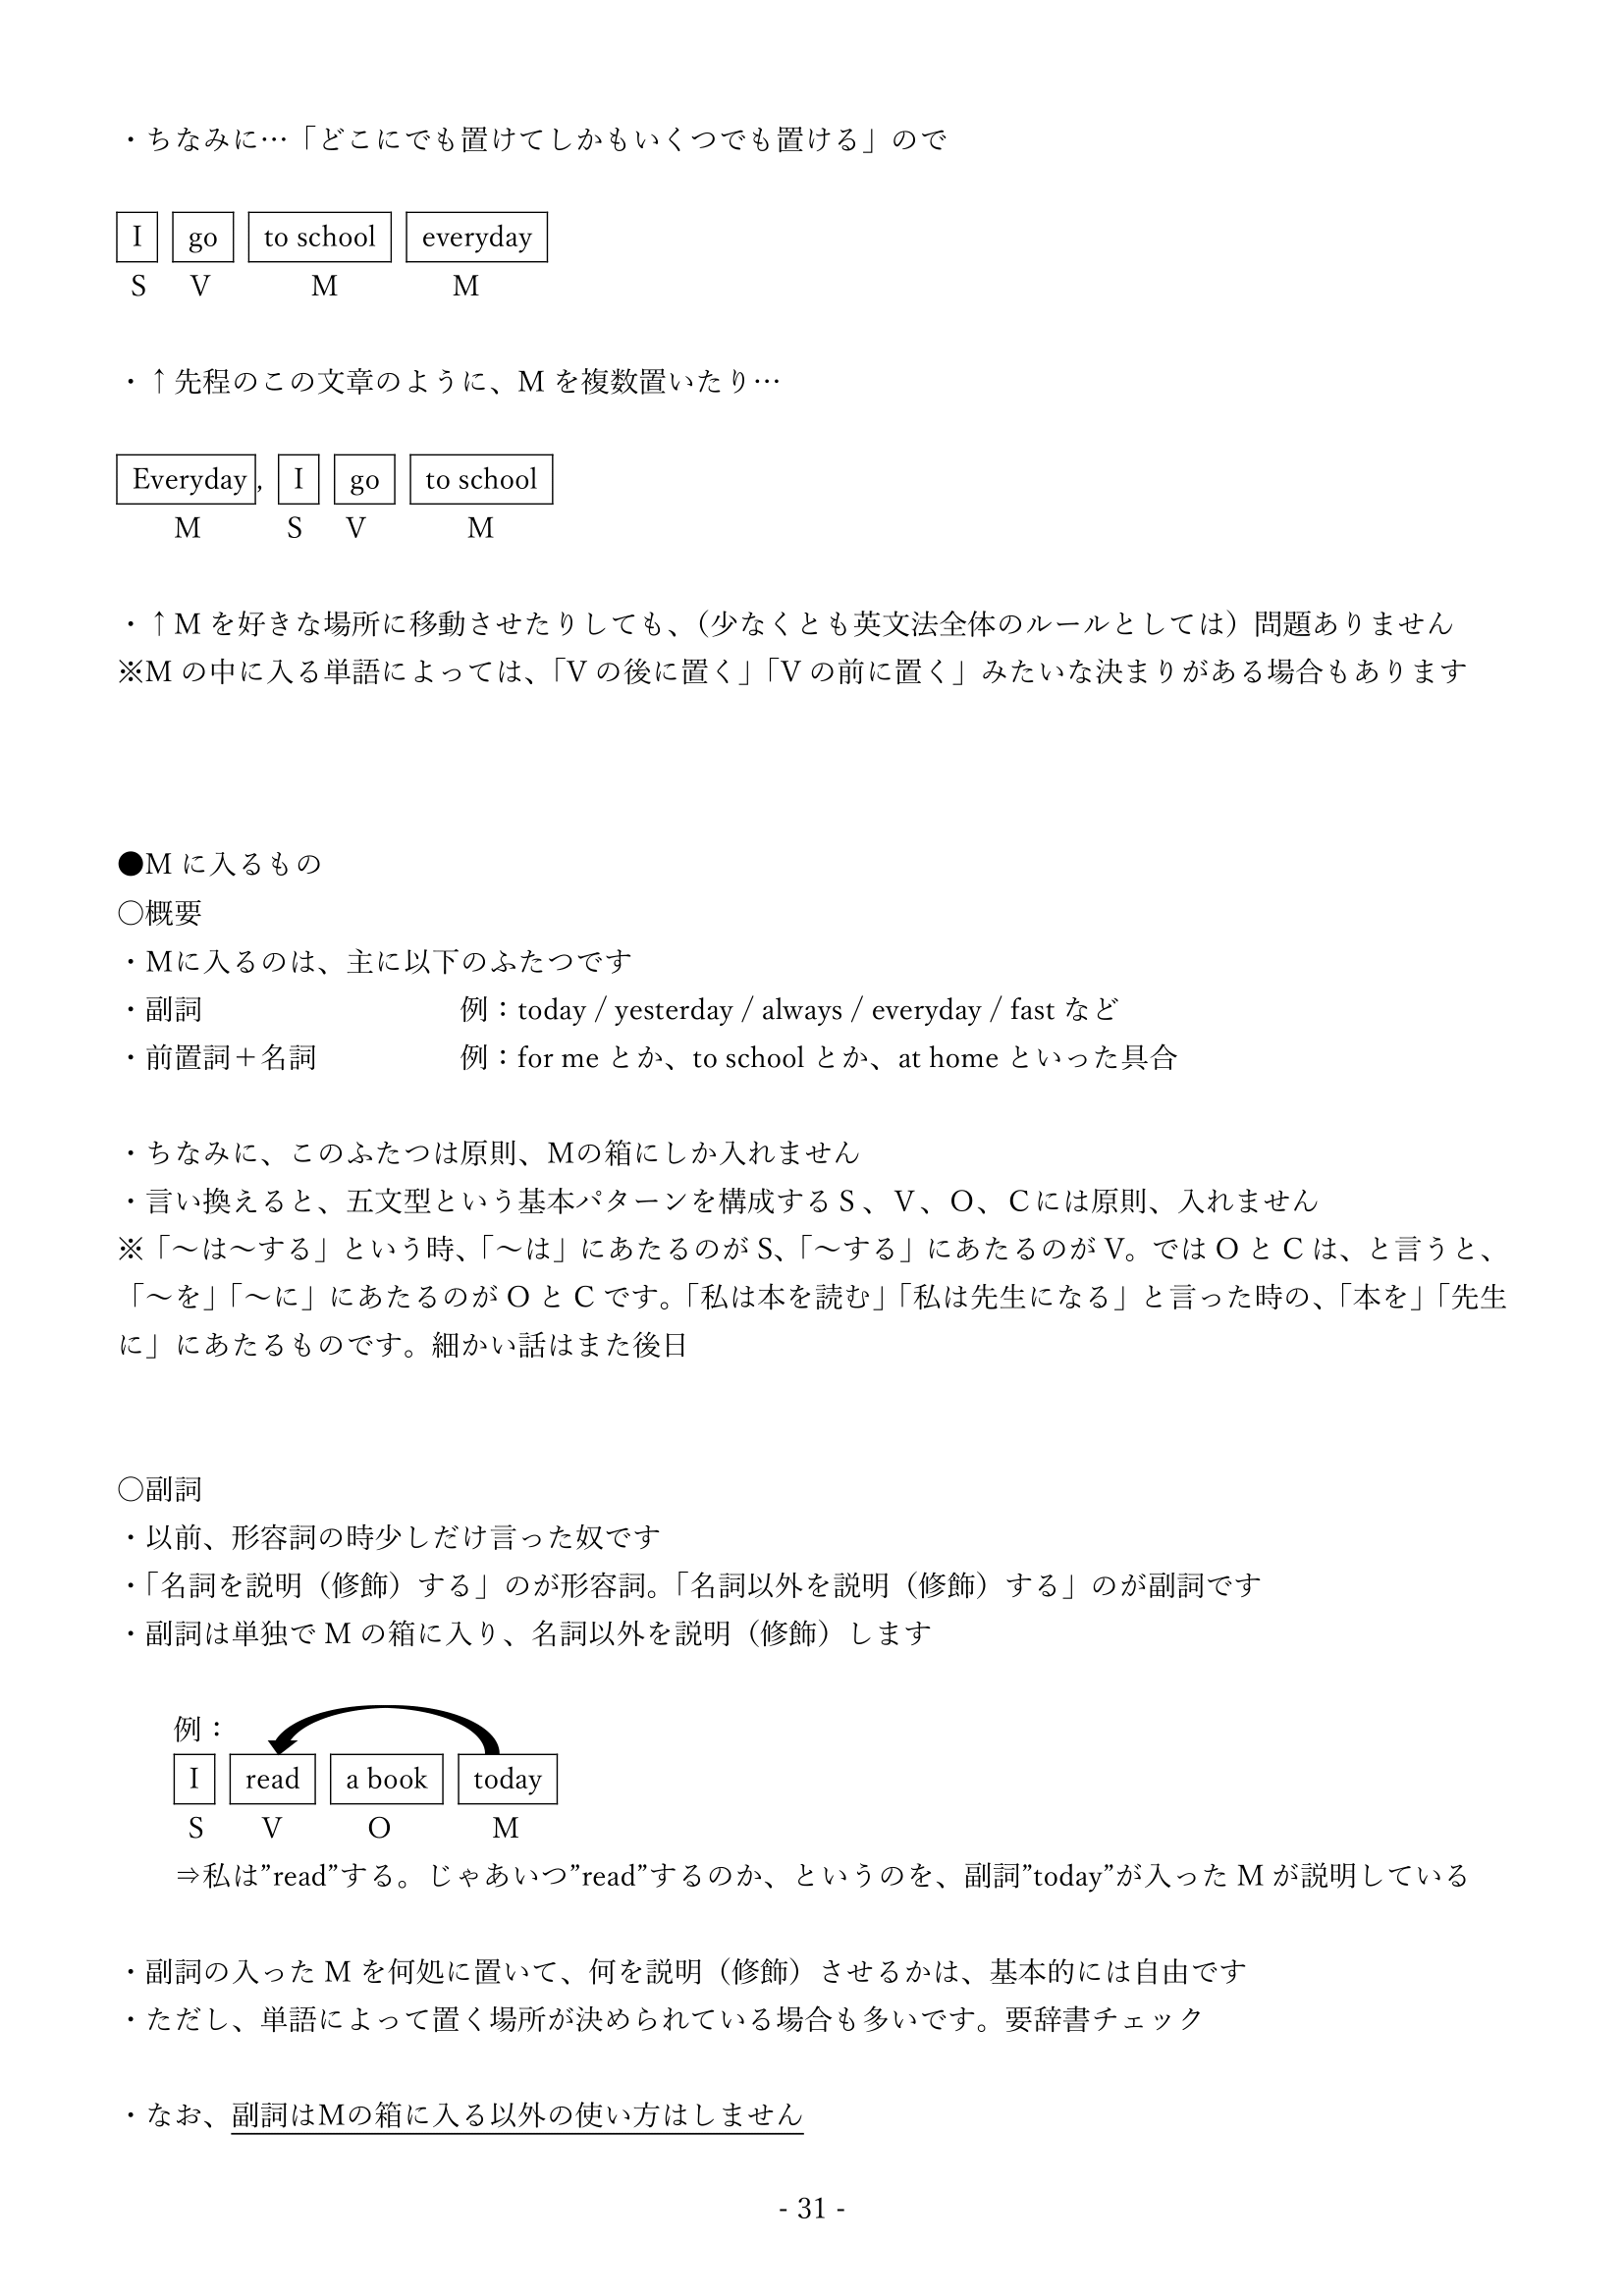 ・ちなみに…「どこにでも置けてしかもいくつでも置ける」ので
I go to school everyday
S V M M
・↑先程のこの文章のように、M を複数置いたり…
Everyday, I go to school
M S V M
・↑M を好きな場所に移動させたりしても、（少なくとも英文法全体のルールとしては）問題ありません
※M の中に入る単語によっては、「V の後に置く」「V の前に置く」みたいな決まりがある場合もあります
●M に入るもの
○概要
・Mに入るのは、主に以下のふたつです
・副詞 例：today / yesterday / always / everyday / fast など
・前置詞＋名詞 例：for me とか、to school とか、at home といった具合
・ちなみに、このふたつは原則、Mの箱にしか入れません
・言い換えると、五文型という基本パターンを構成する S 、V、O、Cには原則、入れません
※「～は～する」という時、「～は」にあたるのが S、「～する」にあたるのが V。では O と C は、と言うと、
「～を」「～に」にあたるのが O と C です。「私は本を読む」「私は先生になる」と言った時の、「本を」「先生
に」にあたるものです。細かい話はまた後日
○副詞
・以前、形容詞の時少しだけ言った奴です
・「名詞を説明（修飾）する」のが形容詞。「名詞以外を説明（修飾）する」のが副詞です
・副詞は単独で M の箱に入り、名詞以外を説明（修飾）します
例：
I read a book today
S V O M
⇒私は”read”する。じゃあいつ”read”するのか、というのを、副詞”today”が入った M が説明している
・副詞の入った M を何処に置いて、何を説明（修飾）させるかは、基本的には自由です
・ただし、単語によって置く場所が決められている場合も多いです。要辞書チェック
・なお、副詞はMの箱に入る以外の使い方はしません
- 31 -